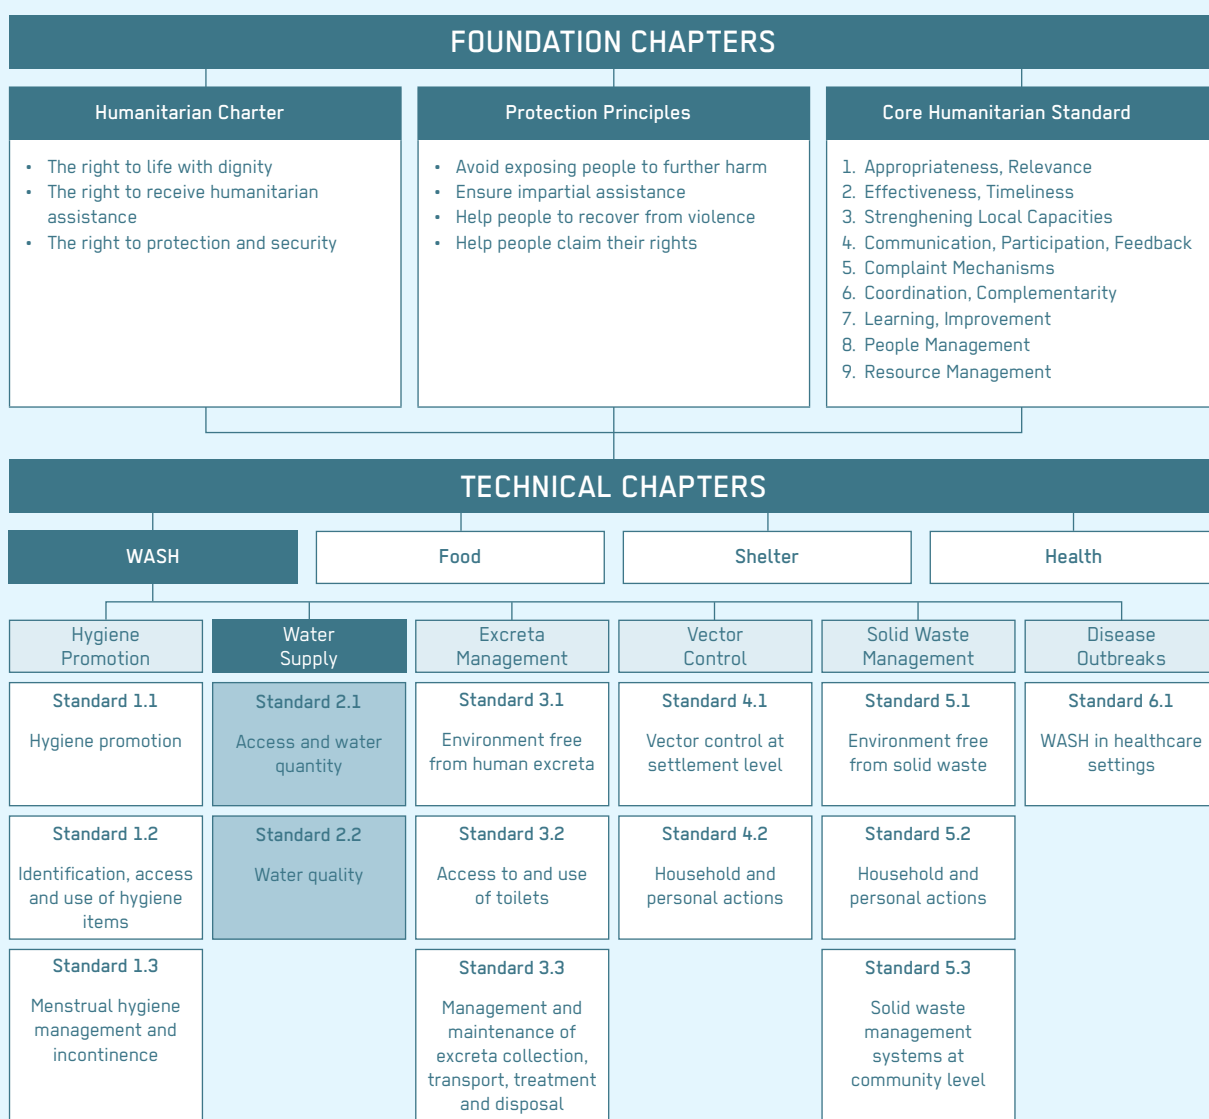 FOUNDATION CHAPTERS
Humanitarian Charter
• The right to life with dignity
• The right to receive humanitarian
assistance
• The right to protection and security
Protection Principles
• Avoid exposing people to further harm
• Ensure impartial assistance
• Help people to recover from violence
• Help people claim their rights
Core Humanitarian Standard
1. Appropriateness, Relevance
2. Effectiveness, Timeliness
3. Strenghening Local Capacities
4. Communication, Participation, Feedback
5. Complaint Mechanisms
6. Coordination, Complementarity
7. Learning, Improvement
8. People Management
9. Resource Management
TECHNICAL CHAPTERS
WASH
Food
Shelter
Health
Hygiene
Promotion
Standard 1.1
Hygiene promotion
Standard 1.2
Identification, access
and use of hygiene
items
Standard 1.3
Menstrual hygiene
management and
incontinence
Water
Supply
Standard 2.1
Access and water
quantity
Standard 2.2
Water quality
Excreta
Management
Standard 3.1
Environment free
from human excreta
Standard 3.2
Access to and use
of toilets
Standard 3.3
Management and
maintenance of
excreta collection,
transport, treatment
and disposal
Vector
Control
Standard 4.1
Vector control at
settlement level
Standard 4.2
Household and
personal actions
Solid Waste
Management
Standard 5.1
Environment free
from solid waste
Standard 5.2
Household and
personal actions
Standard 5.3
Solid waste
management
systems at
community level
Disease
Outbreaks
Standard 6.1
WASH in healthcare
settings